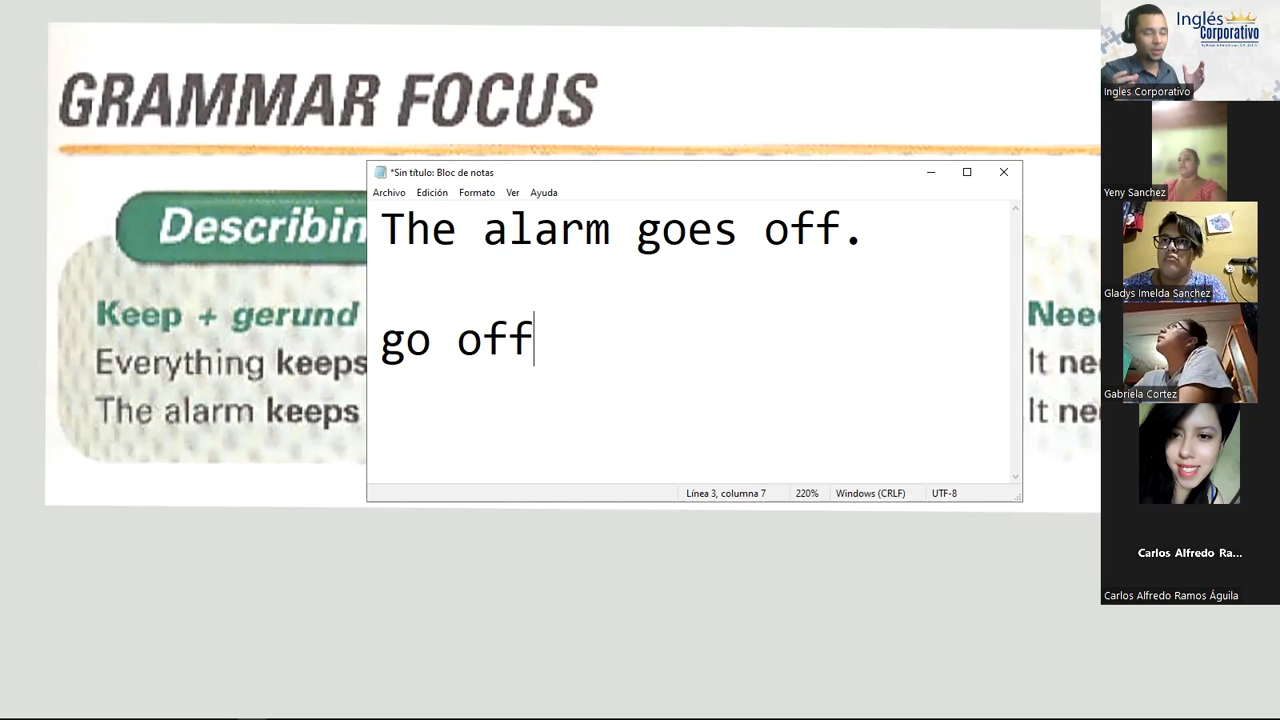 GRAMMAR FOCUS
Describin
Keep + gerund
Everything keeps
The alarm keeps
Nee
It ne
It ne
*Sin título: Bloc de notas
Archivo Edición Formato Ver Ayuda
The alarm goes off.
go off
Línea 3, columna 7 220% Windows (CRLF) UTF-8
Inglés
Corporativo
Ingles Corporativo
Yeny Sanchez
Gladys Imelda Sanchez
Gabriela Cortez
Carlos Alfredo Ra...
Carlos Alfredo Ramos Águila